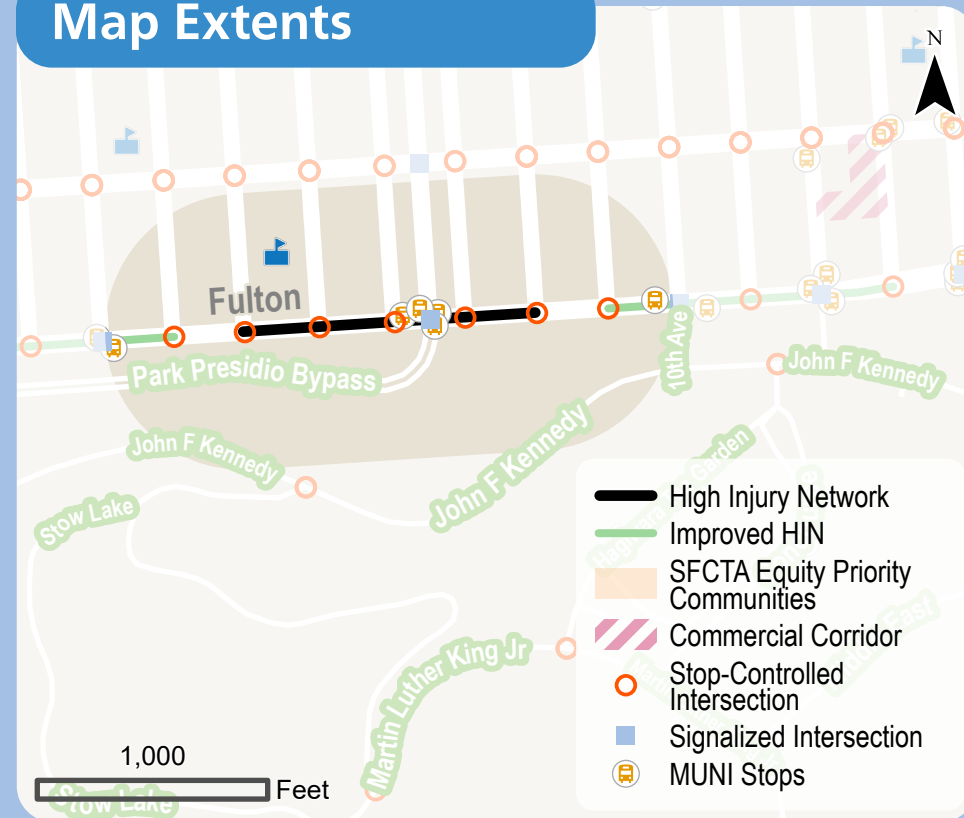 Map Extents
N
Fulton
Park Presidio Bypass
10th Ave
John F Kennedy
John F Kennedy
John F Kennedy
Stow Lake
Martin Luther King Jr
Stow Lake
High Injury Network
Improved HIN
SFCTA Equity Priority
Communities
Commercial Corridor
Stop-Controlled
Intersection
Signalized Intersection
MUNI Stops
1,000
Feet